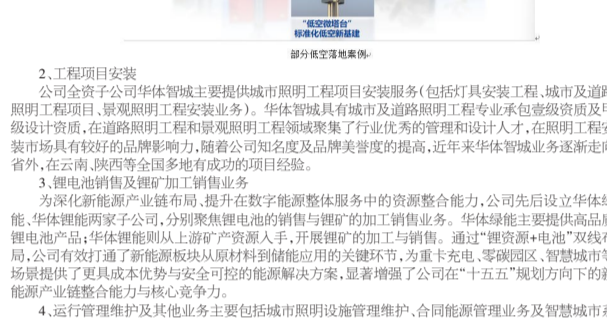 “低空微塔台”
标准化低空新基建
部分低空落地案例
2、工程项目安装
公司全资子公司华体智城主要提供城市照明工程项目安装服务(包括灯具安装工程、城市及道路
照明工程项目、景观照明工程安装业务)。华体智城具有城市及道路照明工程专业承包壹级资质及甲
级设计资质,在道路照明工程和景观照明工程领域聚集了行业优秀的管理和设计人才,在照明工程安
装市场具有较好的品牌影响力,随着公司知名度及品牌美誉度的提高,近年来华体智城业务逐渐走向
省外,在云南、陕西等全国多地有成功的项目经验。
3、锂电池销售及锂矿加工销售业务
为深化新能源产业链布局、提升在数字能源整体服务中的资源整合能力,公司先后设立华体绿
能、华体锂能两家子公司,分别聚焦锂电池的销售与锂矿的加工销售业务。华体绿能主要提供高品质
锂电池产品;华体锂能则从上游矿产资源入手,开展锂矿的加工与销售。通过“锂资源+电池”双线布
局,公司有效打通了新能源板块从原材料到储能应用的关键环节,为重卡充电、零碳园区、智慧城市等
场景提供了更具成本优势与安全可控的能源解决方案,显著增强了公司在“十五五”规划方向下的新
能源产业链整合能力与核心竞争力。
4、运行管理维护及其他业务主要包括城市照明设施管理维护、合同能源管理业务及智慧城市系